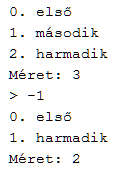 0. első
1. második
2. harmadik
Méret: 3
> -1
0. első
1. harmadik
Méret: 2